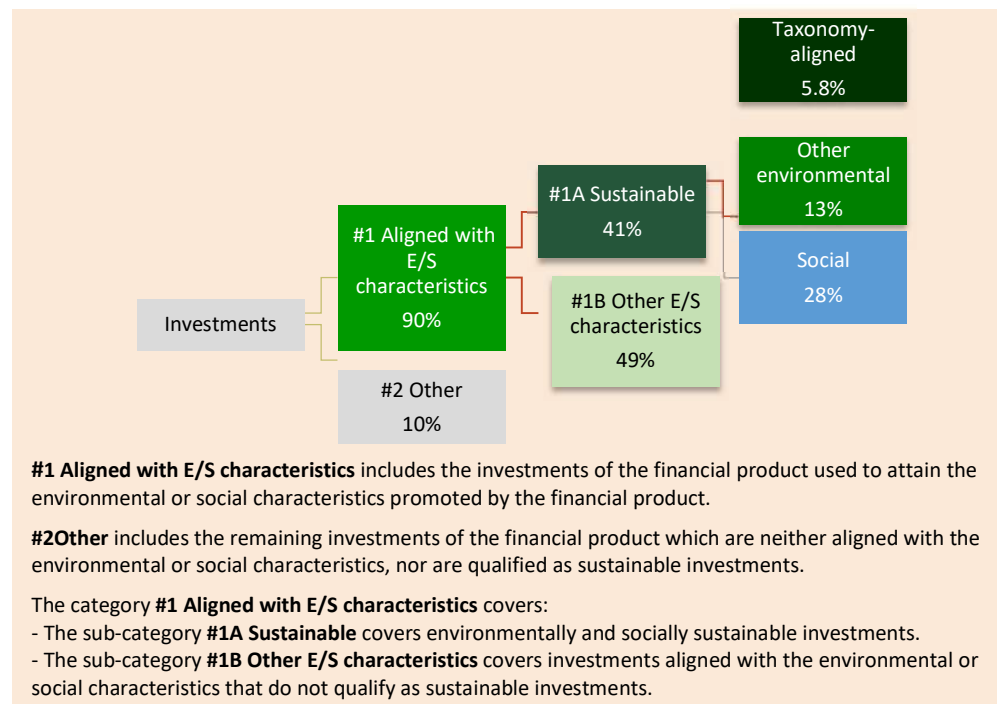 Taxonomy-
aligned
5.8%
Other
environmental
13%
#1A Sustainable
41%
Social
28%
#1 Aligned with
E/S
characteristics
90%
#1B Other E/S
characteristics
49%
Investments
#2 Other
10%
#1 Aligned with E/S characteristics includes the investments of the financial product used to attain the
environmental or social characteristics promoted by the financial product.
#2Other includes the remaining investments of the financial product which are neither aligned with the
environmental or social characteristics, nor are qualified as sustainable investments.
The category #1 Aligned with E/S characteristics covers:
- The sub-category #1A Sustainable covers environmentally and socially sustainable investments.
- The sub-category #1B Other E/S characteristics covers investments aligned with the environmental or
social characteristics that do not qualify as sustainable investments.